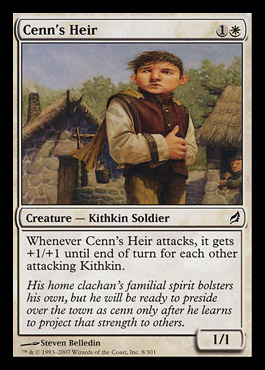 Cenn's Heir 1
Creature — Kithkin Soldier
Whenever Cenn's Heir attacks, it gets
+1/+1 until end of turn for each other
attacking Kithkin.
His home clachan's familial spirit bolsters
his own, but he will be ready to preside
over the town as cenn only after he learns
to project that strength to others.
1/1
Steven Belledin
™ & © 1993–2007 Wizards of the Coast, Inc. 8/301